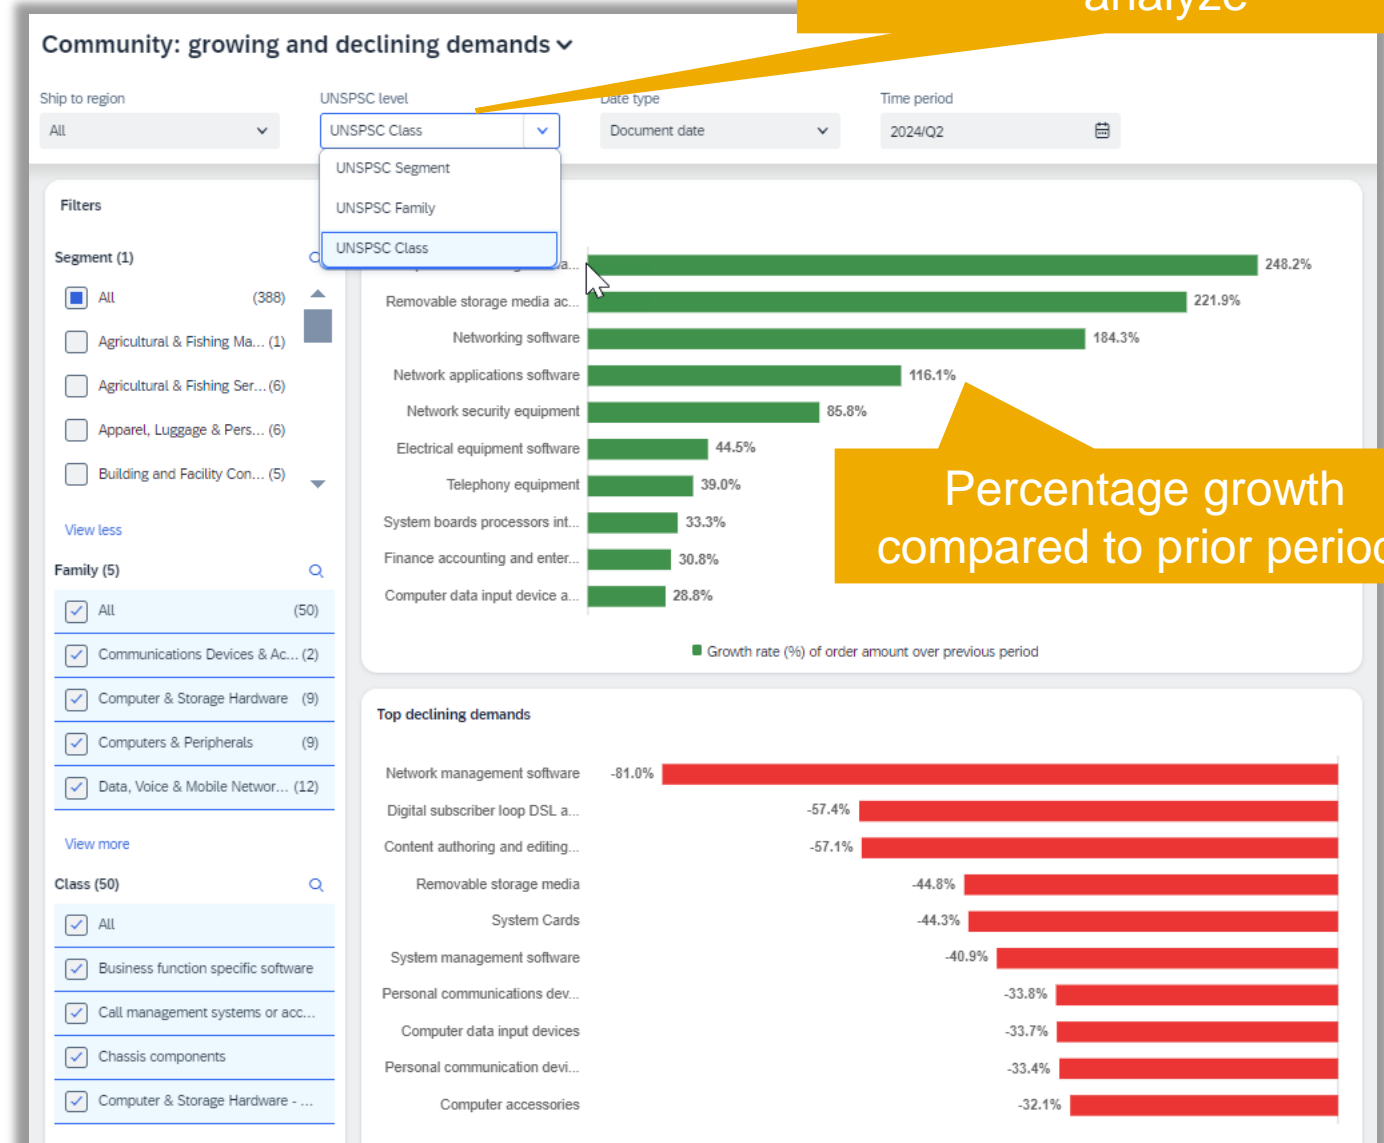 analyze
Community: growing and declining demands
Ship to region
UNSPSC level
Date type
Time period
All
UNSPSC Class
Document date
2024/Q2
UNSPSC Segment
UNSPSC Family
UNSPSC Class
Filters
Segment (1)
All (388)
Agricultural & Fishing Ma... (1)
Agricultural & Fishing Ser... (6)
Apparel, Luggage & Pers... (6)
Building and Facility Con... (5)
View less
Family (5)
All (50)
Communications Devices & Ac... (2)
Computer & Storage Hardware (9)
Computers & Peripherals (9)
Data, Voice & Mobile Networ... (12)
View more
Class (50)
All
Business function specific software
Call management systems or acc...
Chassis components
Computer & Storage Hardware - ...
248.2%
Removable storage media ac... 221.9%
Networking software 184.3%
Network applications software 116.1%
Network security equipment 85.8%
Electrical equipment software 44.5%
Telephony equipment 39.0%
System boards processors int... 33.3%
Finance accounting and enter... 30.8%
Computer data input device a... 28.8%
Growth rate (%) of order amount over previous period
Percentage growth
compared to prior period
Top declining demands
Network management software -81.0%
Digital subscriber loop DSL a... -57.4%
Content authoring and editing... -57.1%
Removable storage media -44.8%
System Cards -44.3%
System management software -40.9%
Personal communications dev... -33.8%
Computer data input devices -33.7%
Personal communication devi... -33.4%
Computer accessories -32.1%